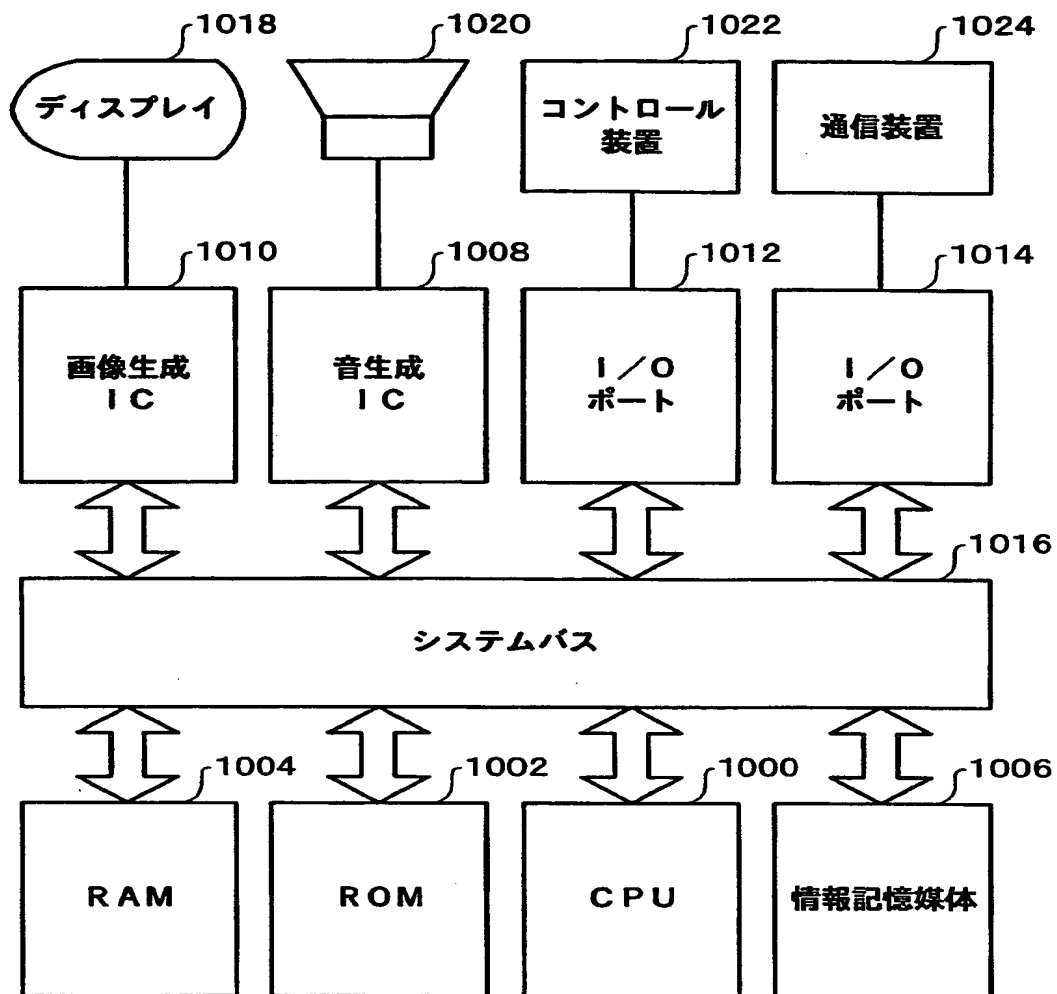 1018
1020
1022
1024
ディスプレイ
コントロール
装置
通信装置
1010
1008
1012
1014
画像生成
IC
音生成
IC
I/O
ポート
I/O
ポート
1016
システムバス
1004
1002
1000
1006
RAM
ROM
CPU
情報記憶媒体